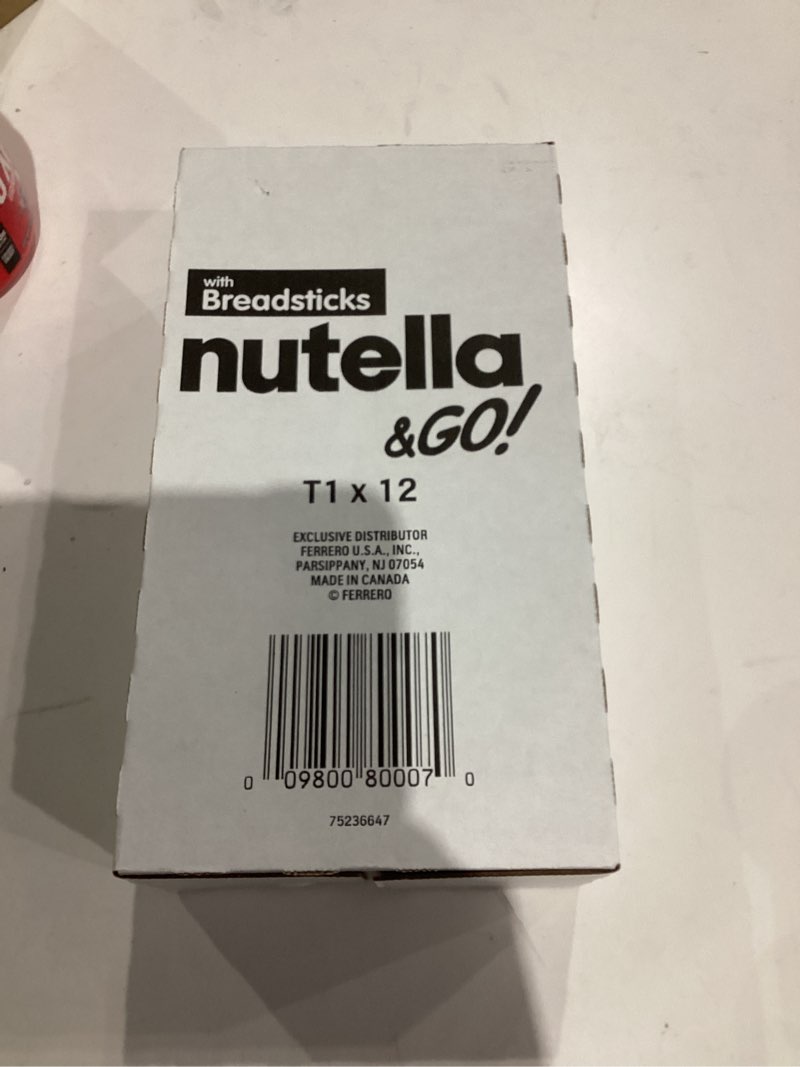 with
Breadsticks
nutella
&GO!
T1 x 12
EXCLUSIVE DISTRIBUTOR
FERRERO U.S.A., INC.,
PARSIPPANY, NJ 07054
MADE IN CANADA
© FERRERO
0 09800 80007 0
75236647